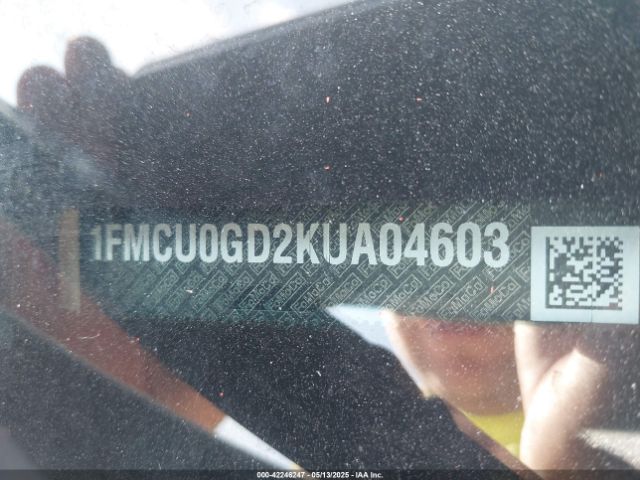 1FMCU0GD2KUA04603
000-42246247 - 05/13/2025 - IAA Inc.